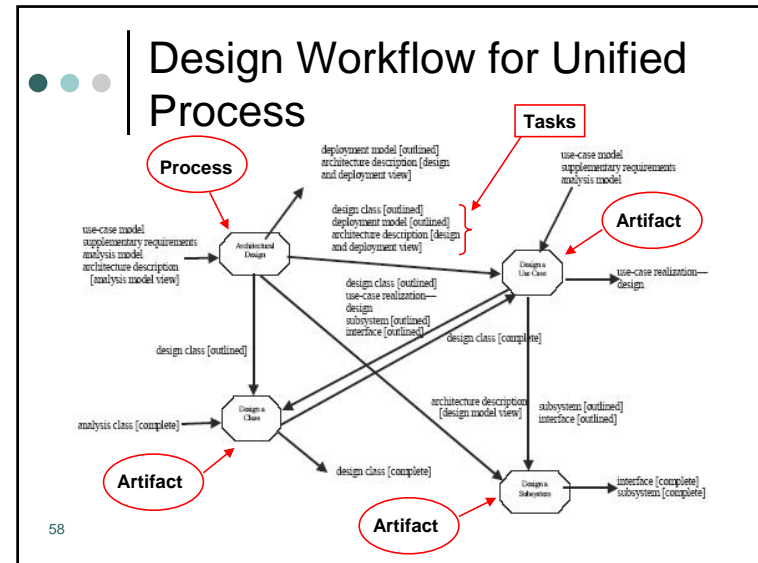 Design Workflow for Unified
Process
Tasks
deployment model [outlined]
architecture description [design
and deployment view]
Process
use-case model
supplementary requirements
analysis model
design class [outlined]
deployment model [outlined]
architecture description [design
and deployment view]
Artifact
use-case model
supplementary requirements
analysis model
architecture description
[analysis model view]
Architectural
Design
Design a
Use Case
use-case realization—
design
design class [outlined]
use-case realization—
design
subsystem [outlined]
interface [outlined]
design class [complete]
design class [outlined]
architecture description
[design model view]
subsystem [outlined]
interface [outlined]
analysis class [complete]
Design a
Class
design class [complete]
Artifact
Design a
Subsystem
interface [complete]
subsystem [complete]
Artifact
58